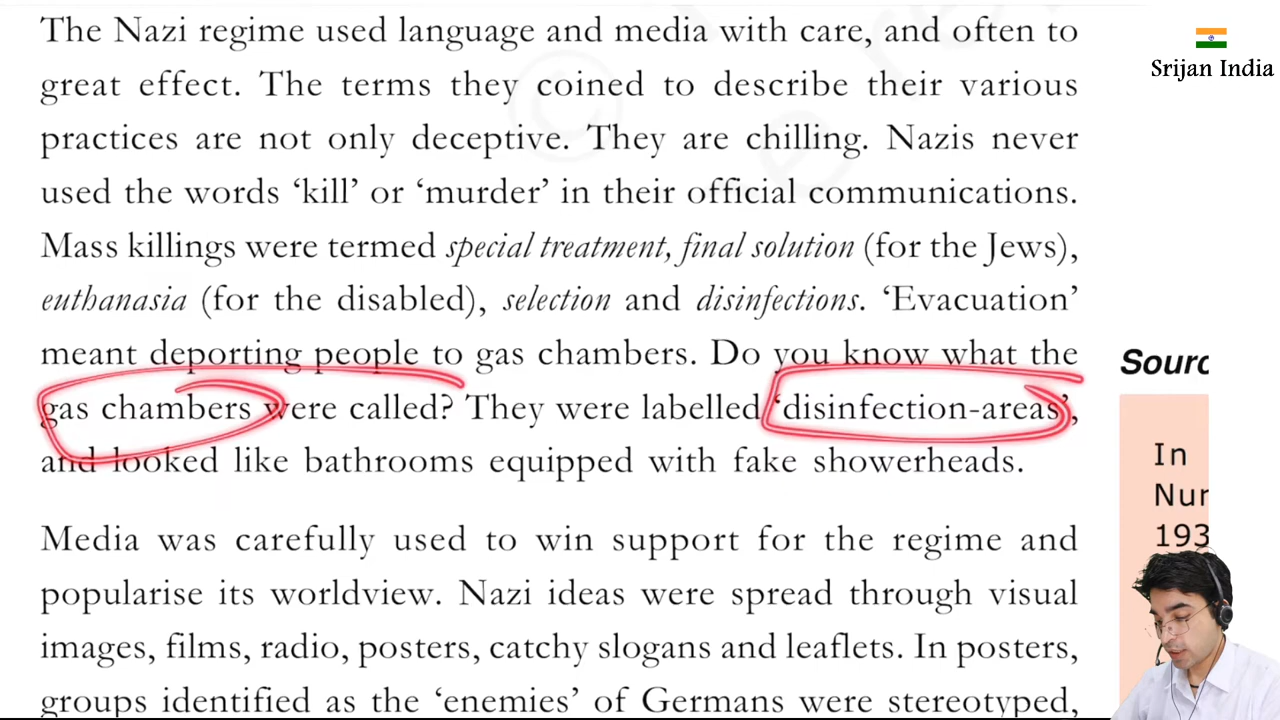 The Nazi regime used language and media with care, and often to
great effect. The terms they coined to describe their various
practices are not only deceptive. They are chilling. Nazis never
used the words ‘kill’ or ‘murder’ in their official communications.
Mass killings were termed special treatment, final solution (for the Jews),
euthanasia (for the disabled), selection and disinfections. ‘Evacuation’
meant deporting people to gas chambers. Do you know what the
gas chambers were called? They were labelled ‘disinfection-areas’,
and looked like bathrooms equipped with fake showerheads.
Media was carefully used to win support for the regime and
popularise its worldview. Nazi ideas were spread through visual
images, films, radio, posters, catchy slogans and leaflets. In posters,
groups identified as the ‘enemies’ of Germans were stereotyped,
Srijan India
Sourc
In
Nur
193